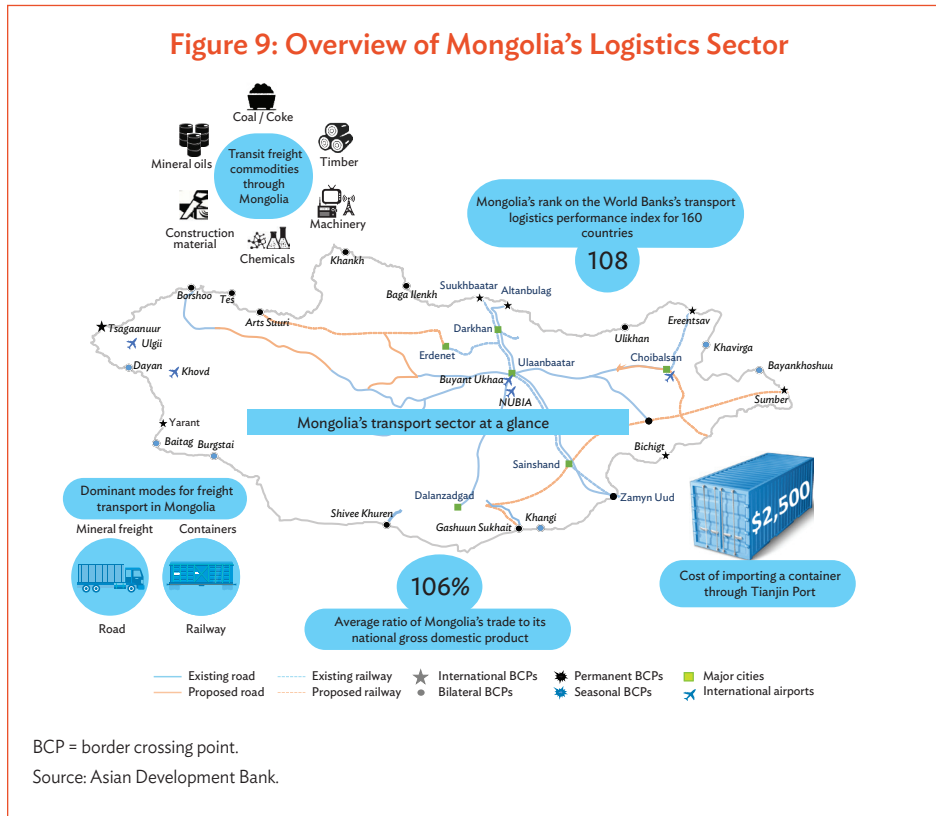 Figure 9: Overview of Mongolia's Logistics Sector
Coal / Coke
Mineral oils
Transit freight
commodities
through
Mongolia
Timber
Construction
material
Machinery
Chemicals
Mongolia's rank on the World Banks's transport
logistics performance index for 160
countries
108
Khankh
Borshoo
Tes
Baga Ilenkh
Suukhbaatar
Altanbulag
Arts Suuri
Tsagaanuur
Ulgii
Darkhan
Ulikhan
Ereentsav
Erdenet
Khavirga
Dayan
Khovd
Ulaanbaatar
Choibalsan
Bayankhoshuu
Buyant Ukhaa
NUBIA
Sumber
Yarant
Mongolia's transport sector at a glance
Baitag
Burgstai
Bichigt
Sainshand
Dominant modes for freight
transport in Mongolia
Dalanzadgad
Zamyn Uud
$2,500
Shivee Khuren
Gashuun Sukhait
Khangi
Mineral freight
Containers
Road
Railway
106%
Average ratio of Mongolia's trade to its
national gross domestic product
Cost of importing a container
through Tianjin Port
Existing road
Existing railway
International BCPs
Permanent BCPs
Major cities
Proposed road
Proposed railway
Bilateral BCPs
Seasonal BCPs
International airports
BCP = border crossing point.
Source: Asian Development Bank.